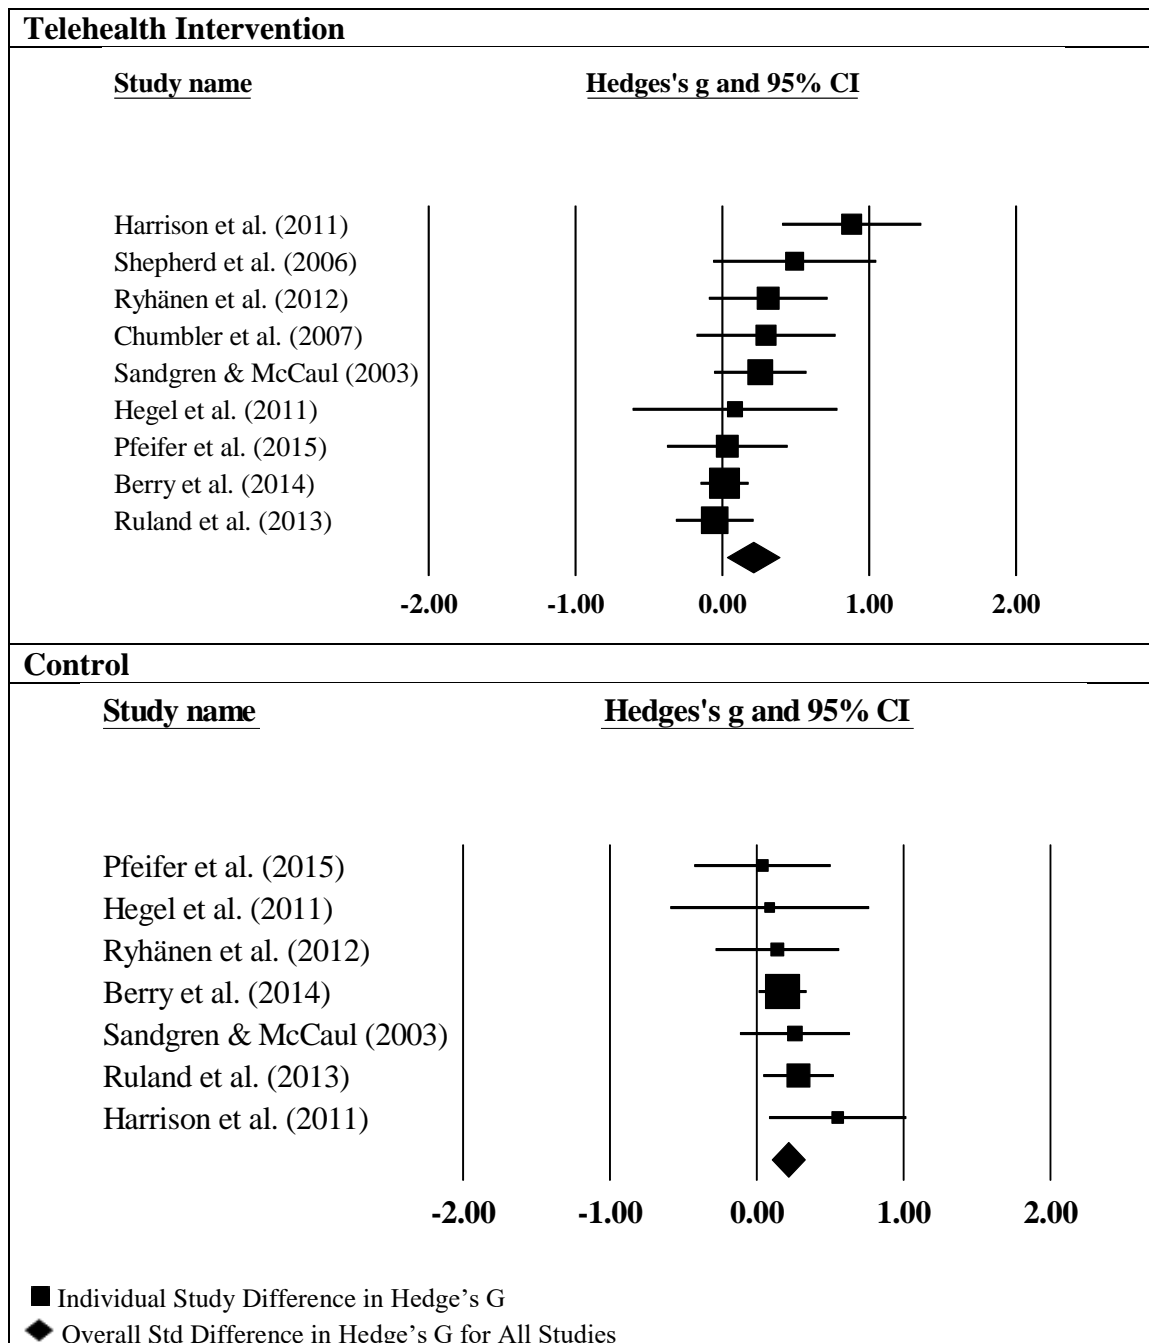 Telehealth Intervention
Study name Hedges's g and 95% CI
Harrison et al. (2011)
Shepherd et al. (2006)
Ryhänen et al. (2012)
Chumbler et al. (2007)
Sandgren & McCaul (2003)
Hegel et al. (2011)
Pfeifer et al. (2015)
Berry et al. (2014)
Ruland et al. (2013)
-2.00 -1.00 0.00 1.00 2.00
Control
Study name Hedges's g and 95% CI
Pfeifer et al. (2015)
Hegel et al. (2011)
Ryhänen et al. (2012)
Berry et al. (2014)
Sandgren & McCaul (2003)
Ruland et al. (2013)
Harrison et al. (2011)
-2.00 -1.00 0.00 1.00 2.00
Individual Study Difference in Hedge's G
Overall Std Difference in Hedge's G for All Studies